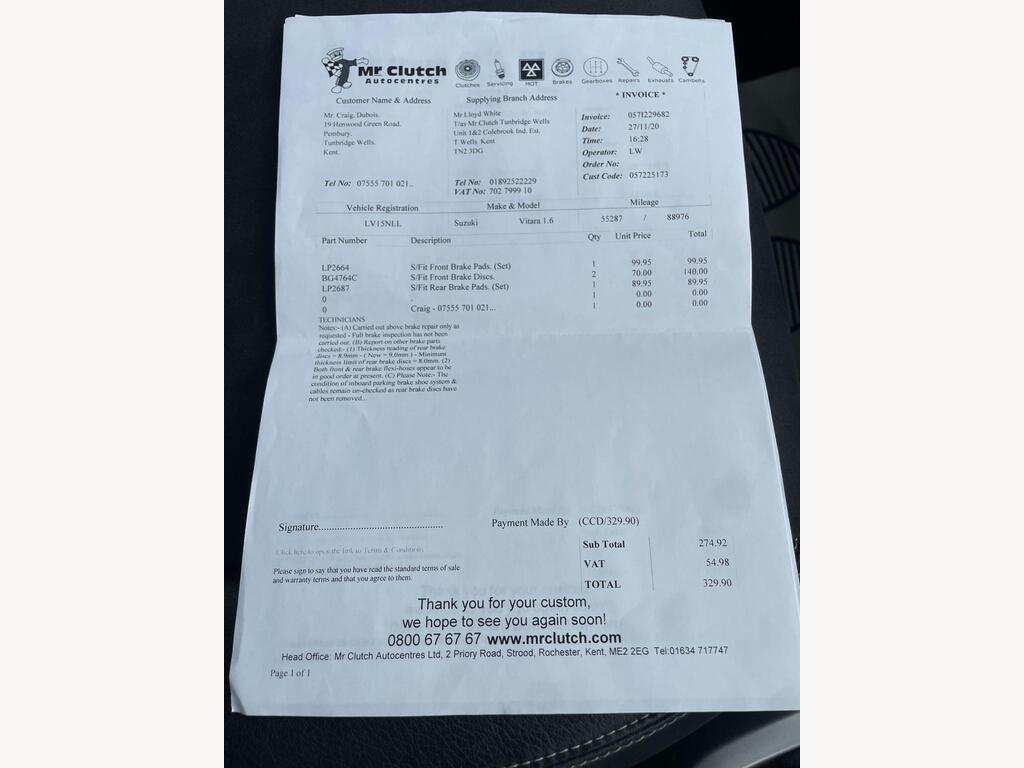 Mr Clutch
Autocentres
Clutches Servicing MOT Brakes Gearboxes Repairs Exhausts Cambelts
Customer Name & Address Supplying Branch Address * INVOICE *
Mr. Craig. Dubois.
19 Henwood Green Road.
Pembury.
Tunbridge Wells.
Kent.
Tel No: 07555 701 021..
Mr Lloyd White
T/as Mr Clutch Tunbridge Wells
Unit 1&2 Colebrook Ind. Est.
T Wells Kent
TN2 3DG
Tel No: 01892522229
VAT No: 702 7999 10
Invoice: 057I229682
Date: 27/11/20
Time: 16:28
Operator: LW
Order No:
Cust Code: 057225173
Vehicle Registration Make & Model Mileage
LV15NLL Suzuki Vitara 1.6 55287 / 88976
Part Number Description Qty Unit Price Total
LP2664 S/Fit Front Brake Pads. (Set) 1 99.95 99.95
BG4764C S/Fit Front Brake Discs. 2 70.00 140.00
LP2687 S/Fit Rear Brake Pads. (Set) 1 89.95 89.95
0 . 1 0.00 0.00
0 Craig - 07555 701 021... 1 0.00 0.00
TECHNICIANS
Notes:- (A) Carried out above brake repair only as
requested - Full brake inspection has not been
carried out. (B) Report on other brake parts
checked:- (1) Thickness reading of rear brake
discs = 8.9mm - ( New = 9.0mm ) - Minimum
thickness limit of rear brake discs = 8.0mm. (2)
Both front & rear brake flexi-hoses appear to be
in good order at present. (C) Please Note:- The
condition of inboard parking brake shoe system &
cables remain un-checked as rear brake discs have
not been removed...
Signature............................................... Payment Made By (CCD/329.90)
Click here to open the link to Terms & Conditions
Please sign to say that you have read the standard terms of sale
and warranty terms and that you agree to them.
Sub Total 274.92
VAT 54.98
TOTAL 329.90
Thank you for your custom,
we hope to see you again soon!
0800 67 67 67 www.mrclutch.com
Head Office: Mr Clutch Autocentres Ltd, 2 Priory Road, Strood, Rochester, Kent, ME2 2EG Tel:01634 717747
Page 1 of 1